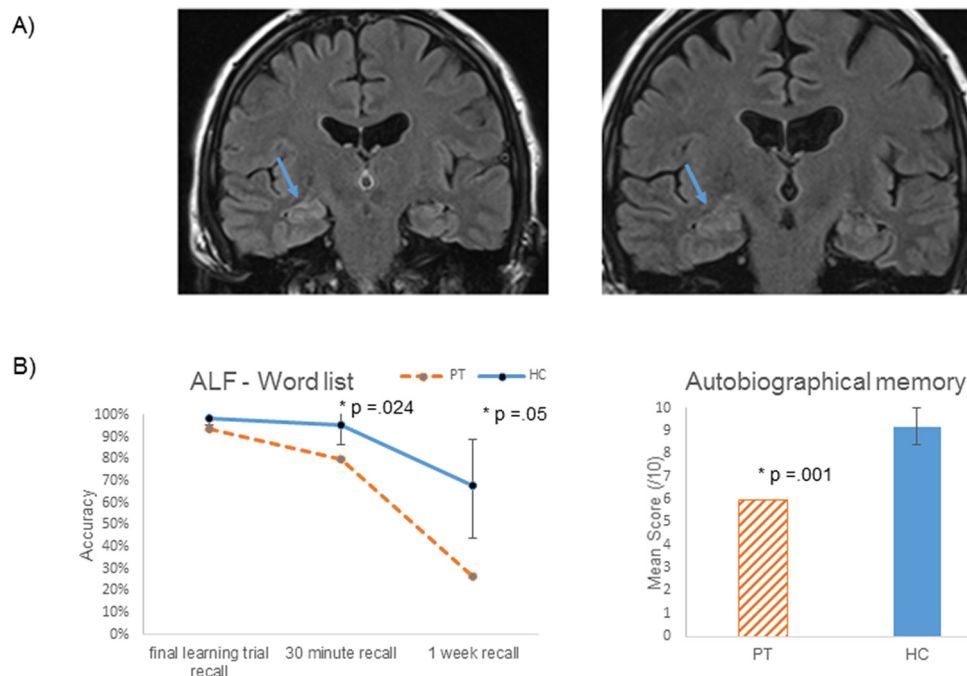 A)
B)
ALF - Word list
PT
HC
* p =.024
* p =.05
100%
90%
80%
70%
60%
50%
40%
30%
20%
10%
0%
Accuracy
final learning trial
recall
30 minute recall
1 week recall
Autobiographical memory
10
9
8
7
6
5
4
3
2
1
0
Mean Score (/10)
* p =.001
PT
HC